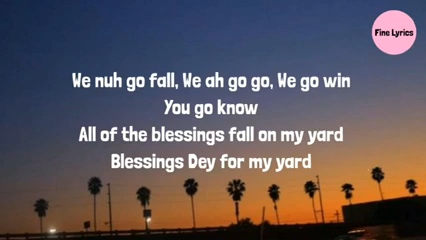 Fine Lyrics
We nuh go fall, We ah go go, We go win
You go know
All of the blessings fall on my yard
Blessings Dey for my yard